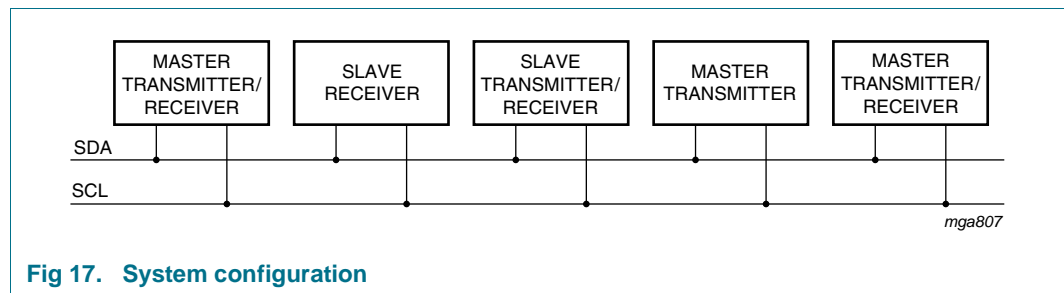 MASTER
TRANSMITTER/
RECEIVER
SLAVE
RECEIVER
SLAVE
TRANSMITTER/
RECEIVER
MASTER
TRANSMITTER
MASTER
TRANSMITTER/
RECEIVER
SDA
SCL
mga807
Fig 17. System configuration